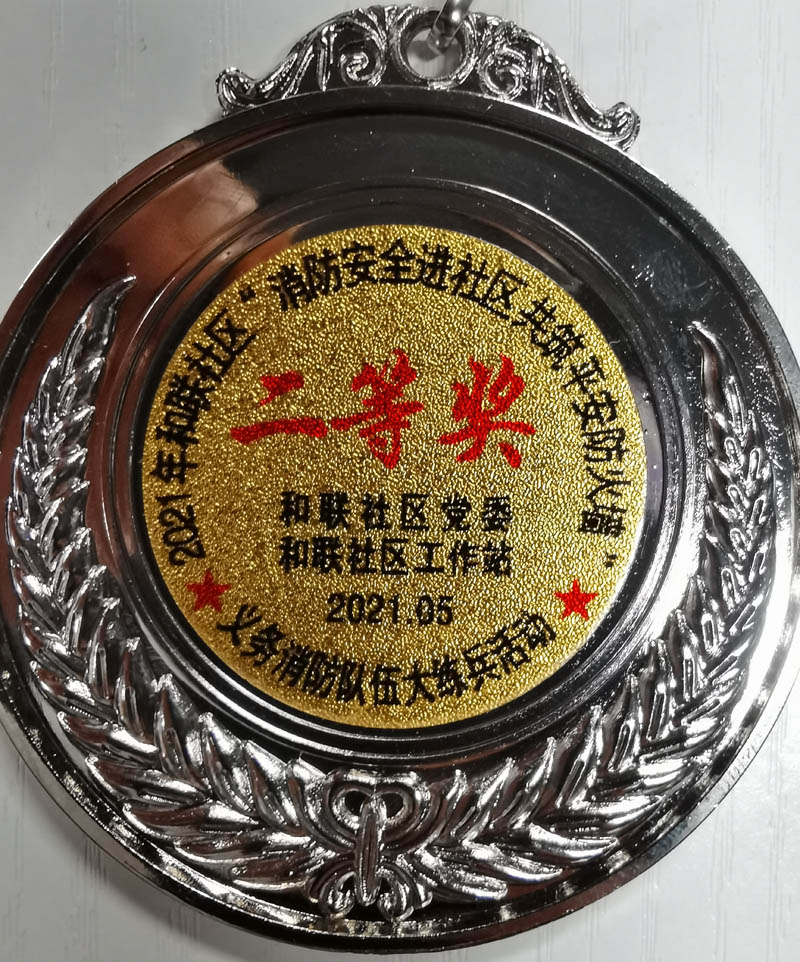 2021年和联社区“消防安全进社区共筑平安防火墙”
二等奖
和联社区党委
和联社区工作站
2021.05
义务消防队伍大练兵活动